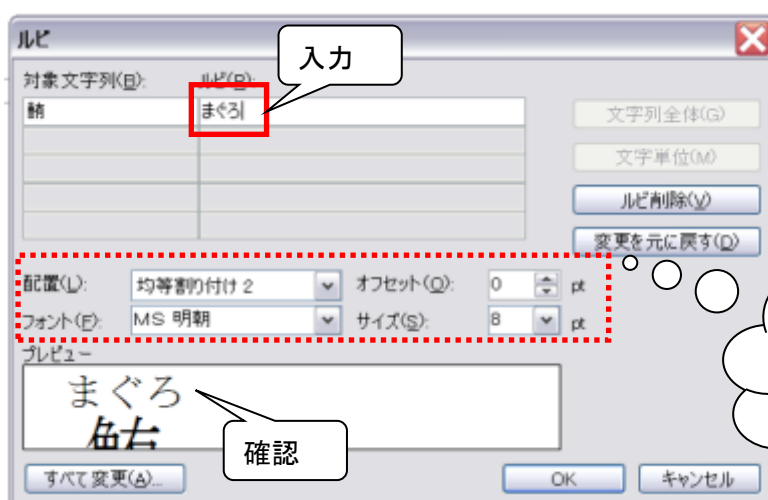 ルビ
入力
対象文字列(B): ルビ(R):
鮪 まぐろ
文字列全体(G)
文字単位(M)
ルビ削除(V)
変更を元に戻す(D)
配置(L): 均等割り付け 2 オフセット(O): 0 pt
フォント(F): MS 明朝 サイズ(S): 8 pt
プレビュー
まぐろ
鮪
確認
すべて変更(A)... OK キャンセル